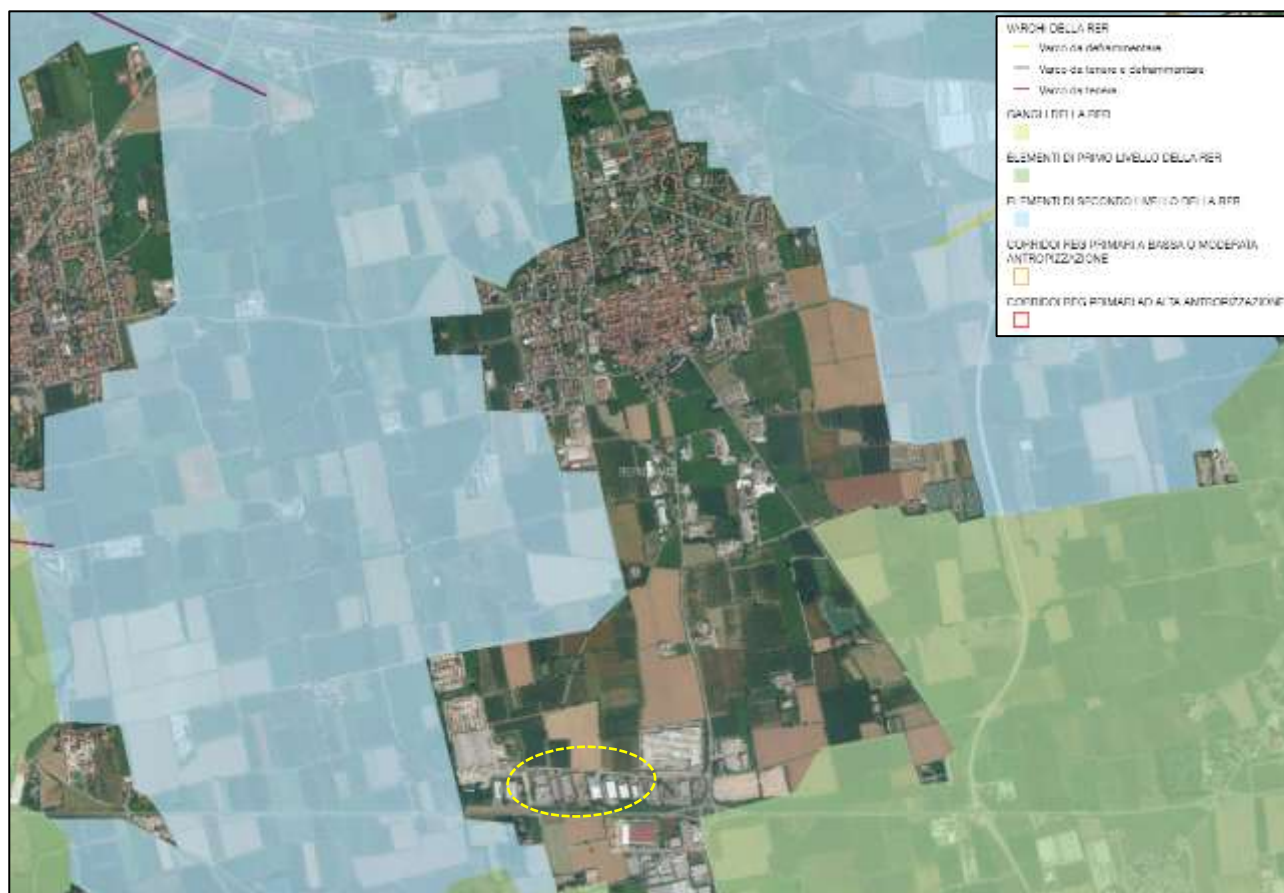 VARCHI DELLA RER
Varco da deframmentare
Varco da tenere e deframmentare
Varco da tenere
GANGLI DELLA RER
ELEMENTI DI PRIMO LIVELLO DELLA RER
ELEMENTI DI SECONDO LIVELLO DELLA RER
CORRIDOI REG PRIMARI A BASSA O MODERATA
ANTROPIZZAZIONE
CORRIDOI REG PRIMARI AD ALTA ANTROPIZZAZIONE